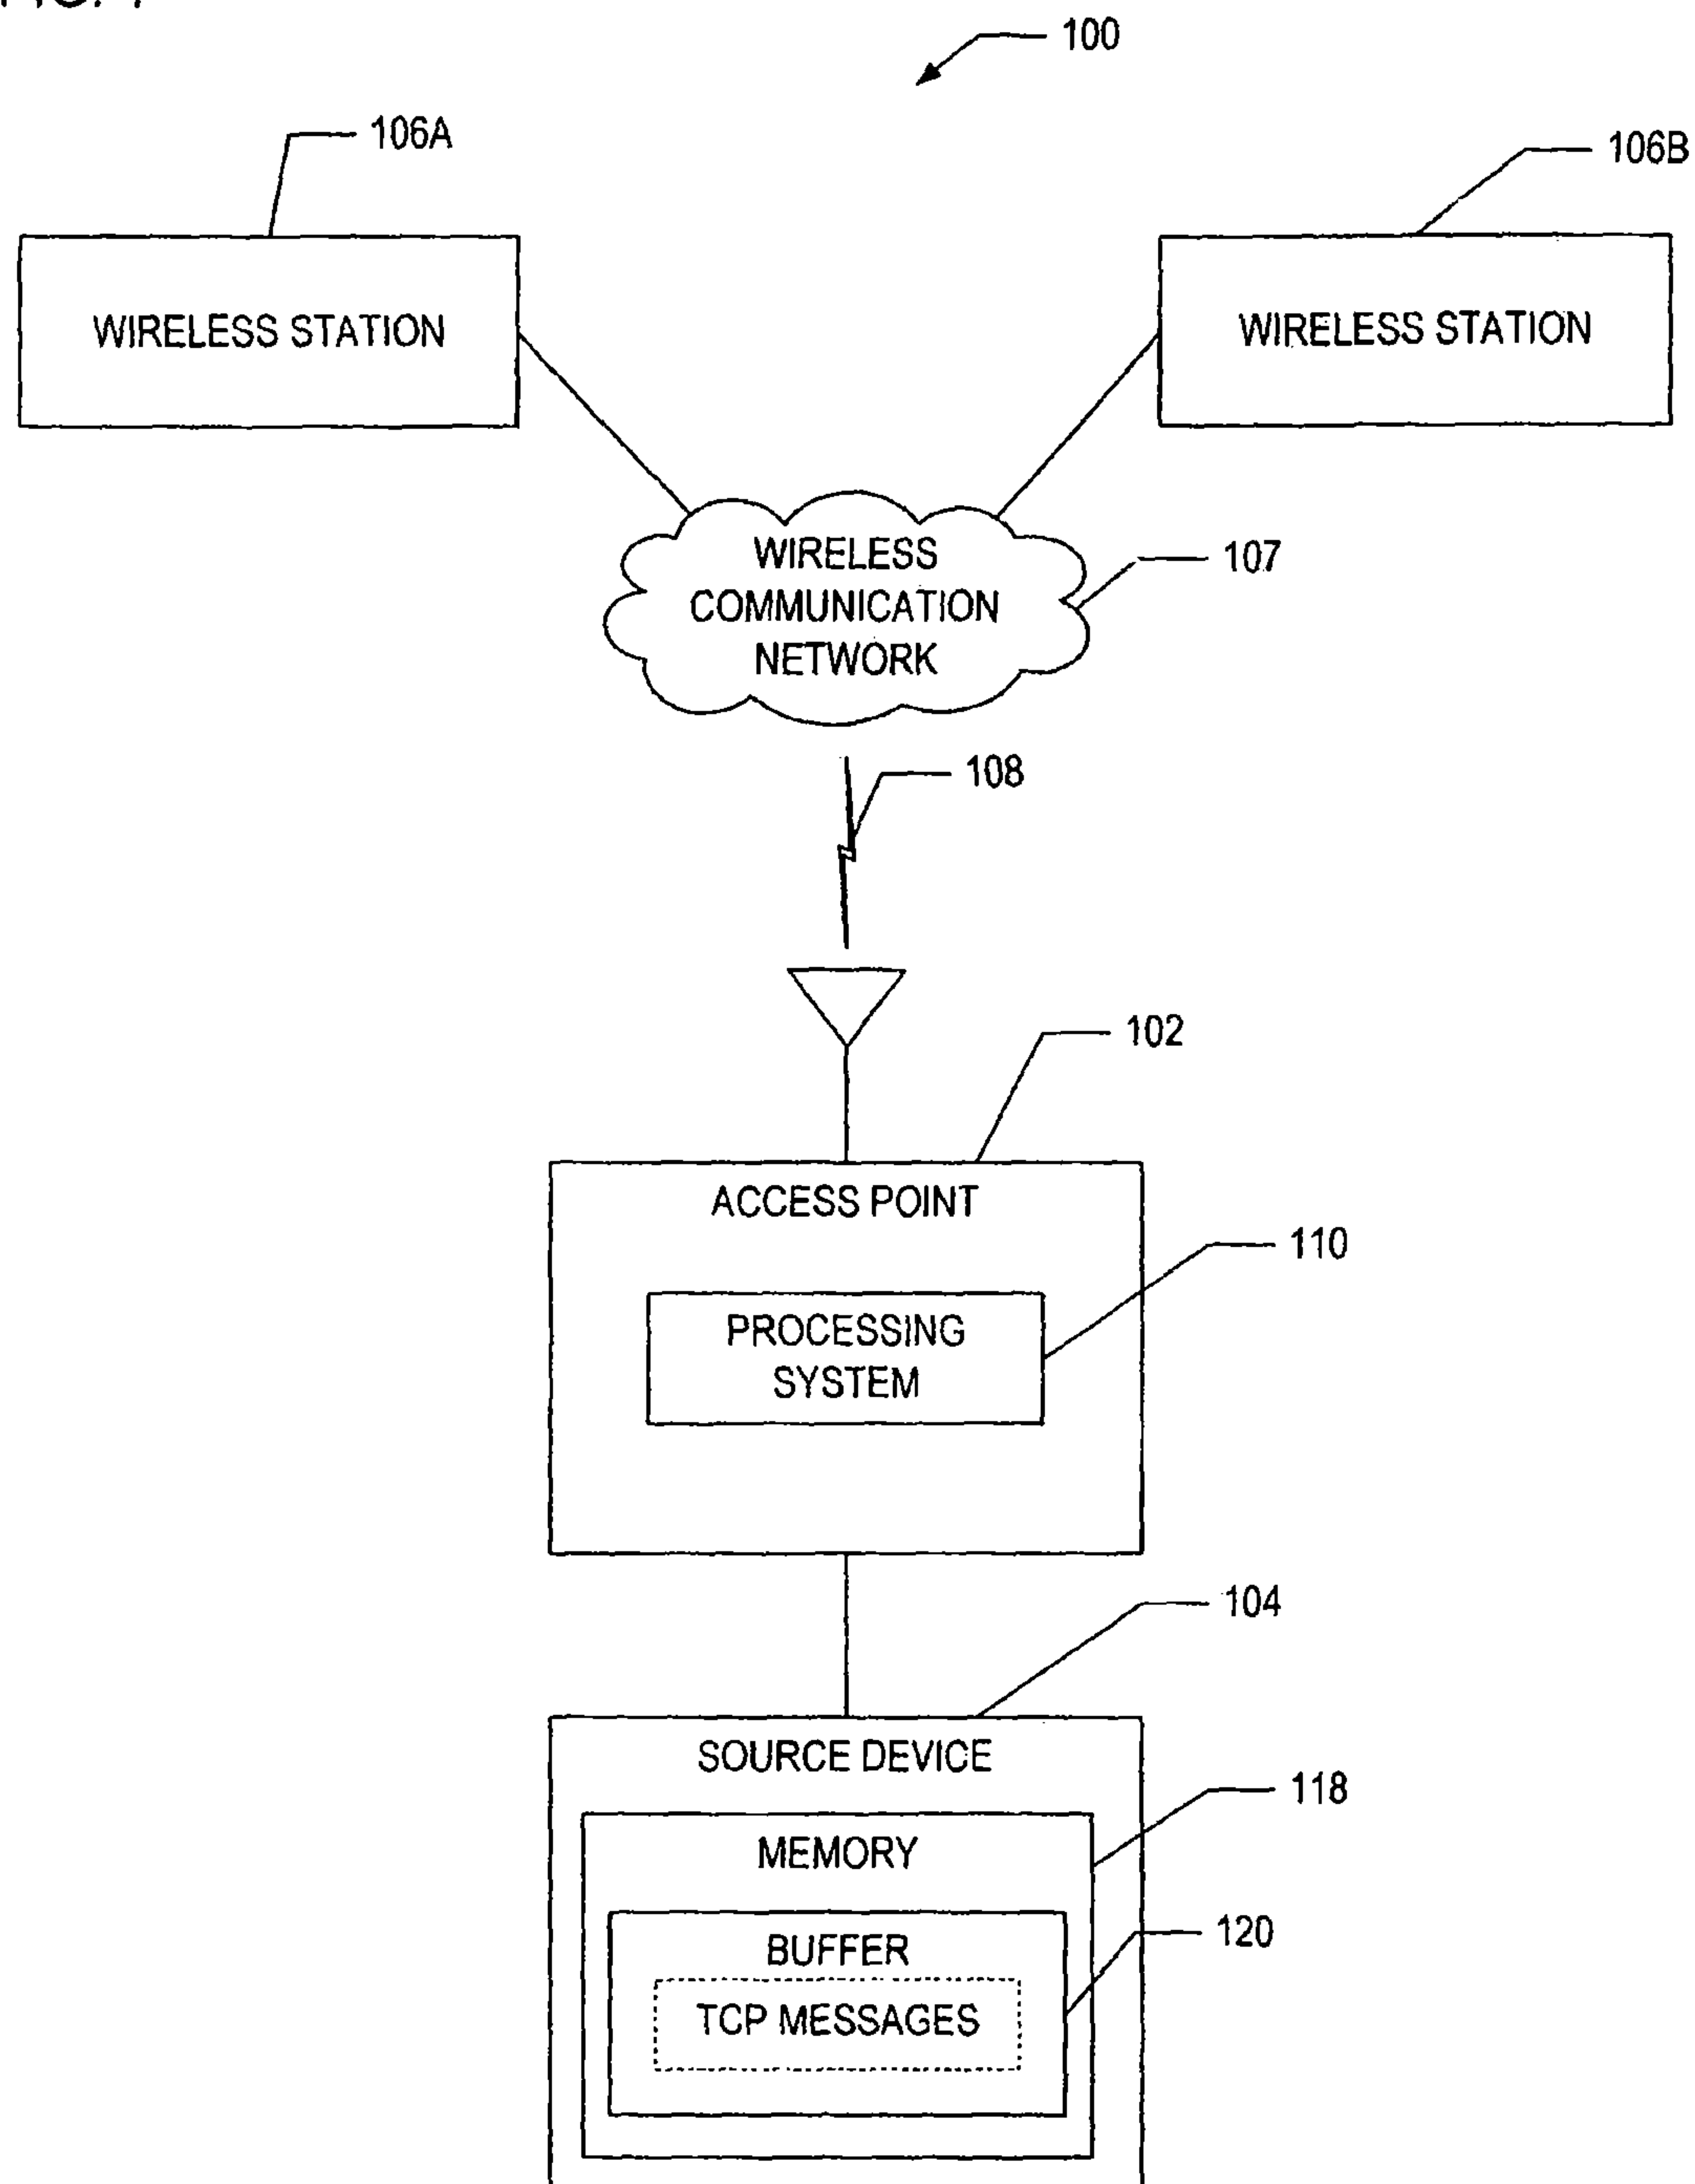 100
106A
106B
WIRELESS STATION
WIRELESS STATION
WIRELESS
COMMUNICATION
NETWORK
107
108
102
ACCESS POINT
110
PROCESSING
SYSTEM
104
SOURCE DEVICE
118
MEMORY
120
BUFFER
TCP MESSAGES